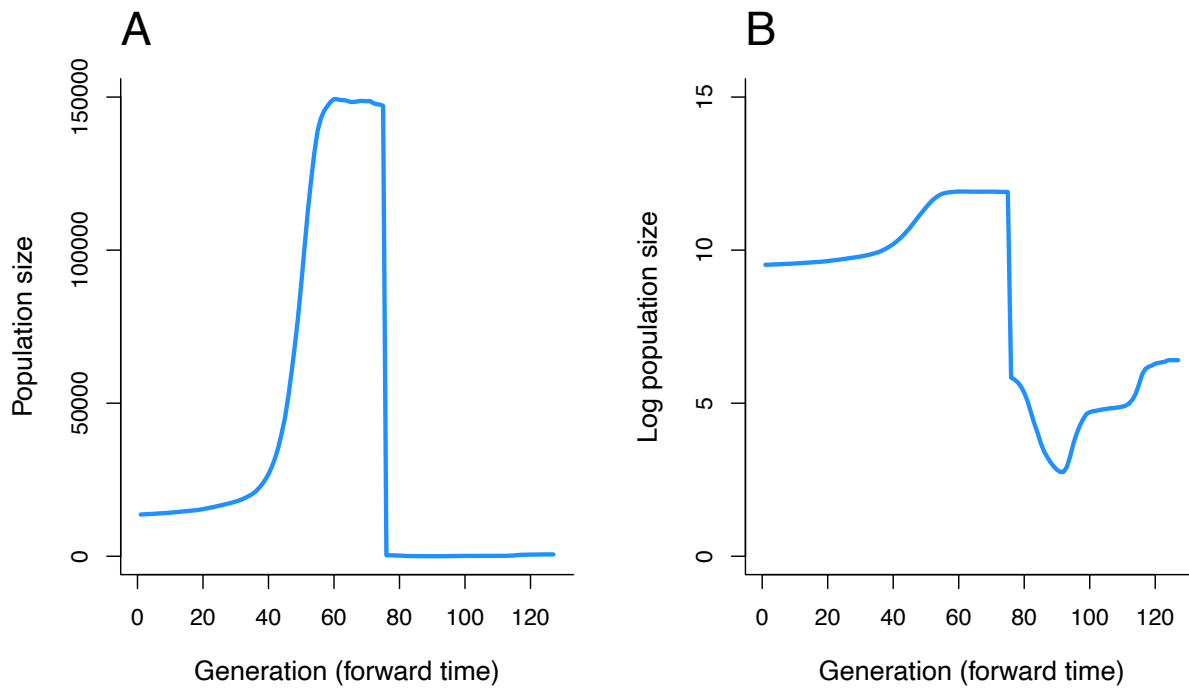 A
Population size
150000
100000
50000
0
0 20 40 60 80 100 120
Generation (forward time)
B
Log population size
15
10
5
0
0 20 40 60 80 100 120
Generation (forward time)